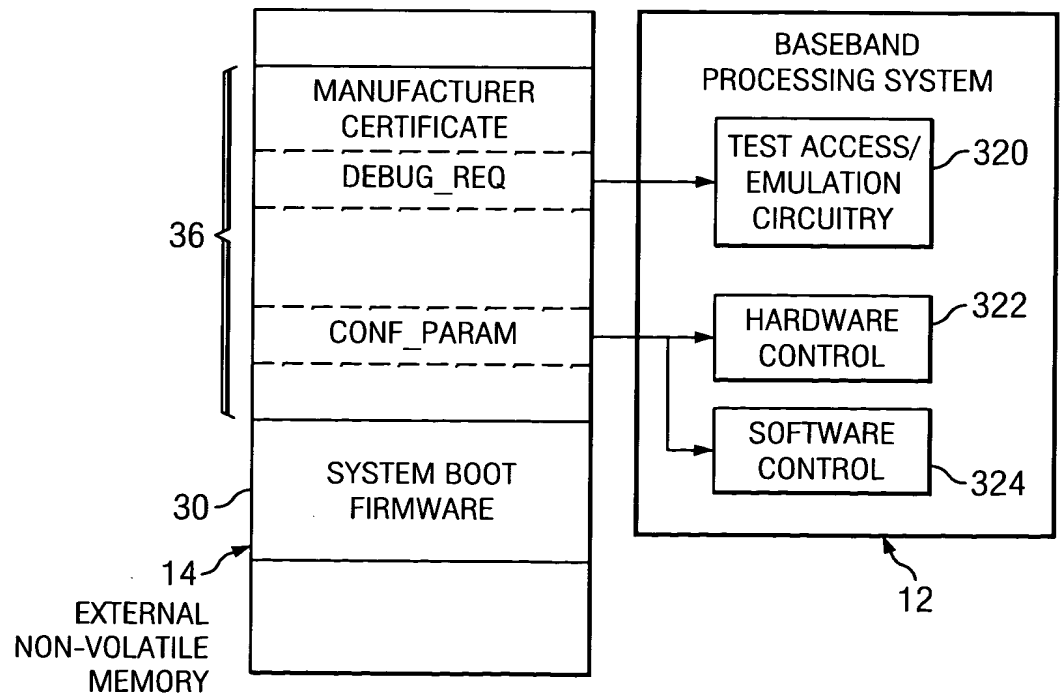 MANUFACTURER
CERTIFICATE
DEBUG_REQ
36
CONF_PARAM
SYSTEM BOOT
FIRMWARE
30
14
EXTERNAL
NON-VOLATILE
MEMORY
BASEBAND
PROCESSING SYSTEM
TEST ACCESS/
EMULATION
CIRCUITRY
320
HARDWARE
CONTROL
322
SOFTWARE
CONTROL
324
12